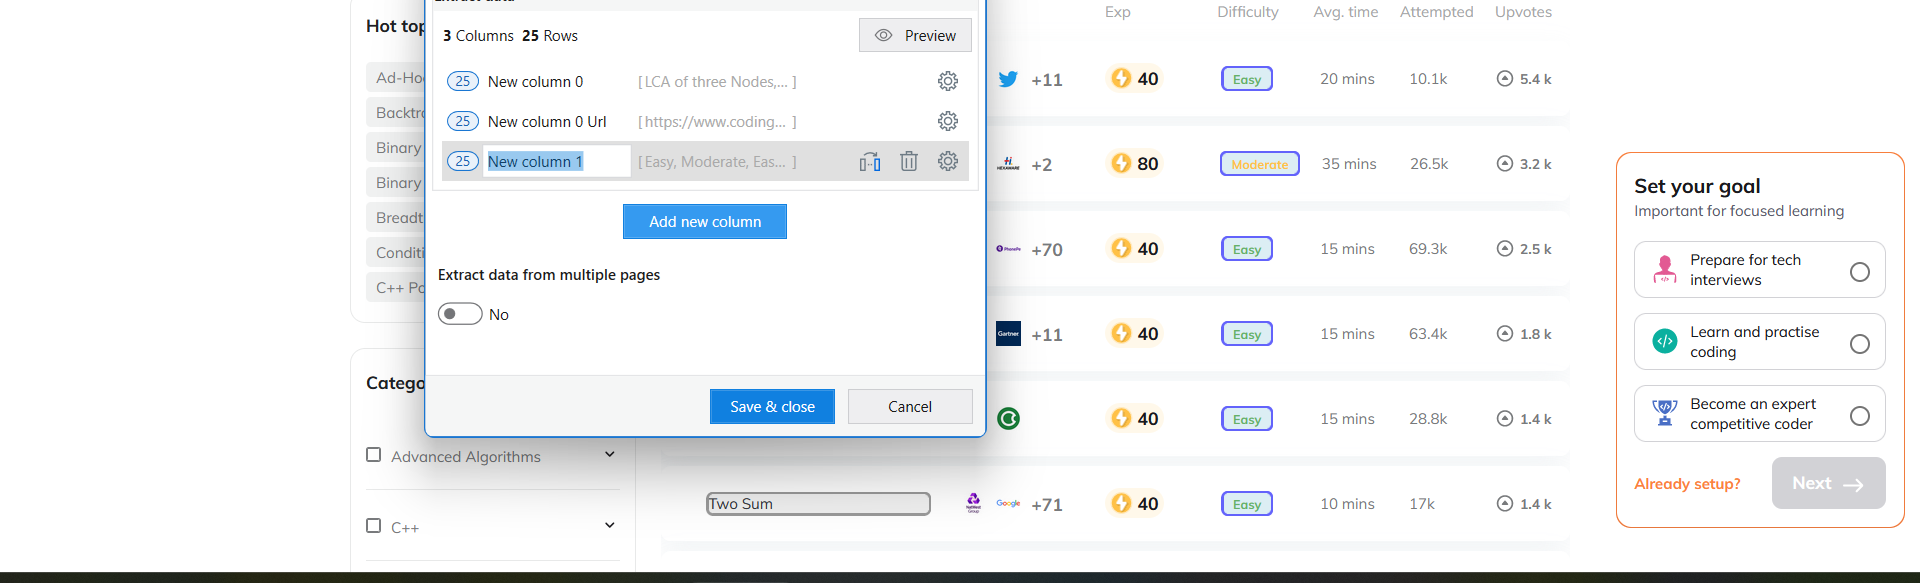 Exp Difficulty Avg. time Attempted Upvotes
Hot top
3 Columns 25 Rows Preview
Ad-Ho
25 New column 0 [ LCA of three Nodes,... ]
+11 40 Easy 20 mins 10.1k 5.4 k
Backtra
25 New column 0 Url [ https://www.coding... ]
Binary
25 New column 1 [ Easy, Moderate, Eas... ]
HEXAWARE +2 80 Moderate 35 mins 26.5k 3.2 k
Binary
Breadt
Add new column
Conditi
PhonePe +70 40 Easy 15 mins 69.3k 2.5 k
C++ Po
Extract data from multiple pages
No
Gartner +11 40 Easy 15 mins 63.4k 1.8 k
Catego
Save & close Cancel
40 Easy 15 mins 28.8k 1.4 k
Advanced Algorithms
Two Sum
Google +71 40 Easy 10 mins 17k 1.4 k
C++
Set your goal
Important for focused learning
Prepare for tech
interviews
Learn and practise
coding
Become an expert
competitive coder
Already setup? Next